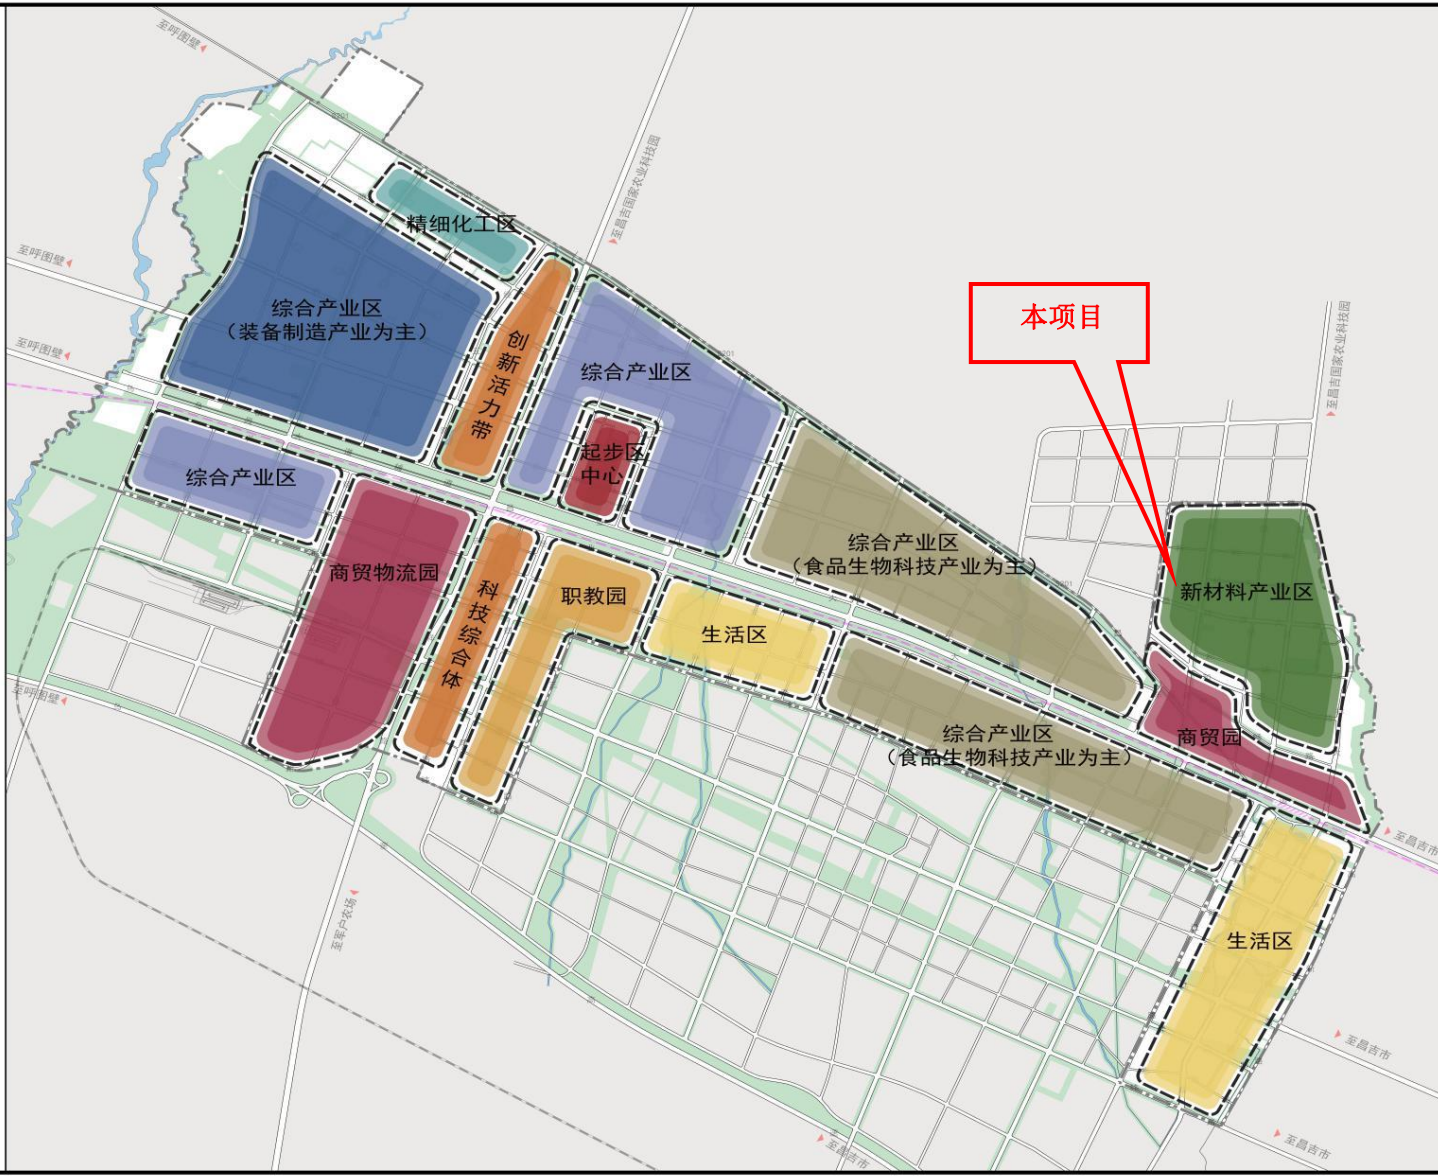 至呼图壁
S201
至昌吉国家农业科技园
精细化工区
至呼图壁
综合产业区
（装备制造产业为主）
本项目
至昌吉国家农业科技园
创新活力带
至呼图壁
综合产业区
S201
起步区
中心
综合产业区
综合产业区
（食品生物科技产业为主）
商贸物流园
科技综合体
职教园
S201
新材料产业区
生活区
至呼图壁
综合产业区
（食品生物科技产业为主）
商贸园
至昌吉市
至军户农场
生活区
至昌吉市
至昌吉市
至昌吉市